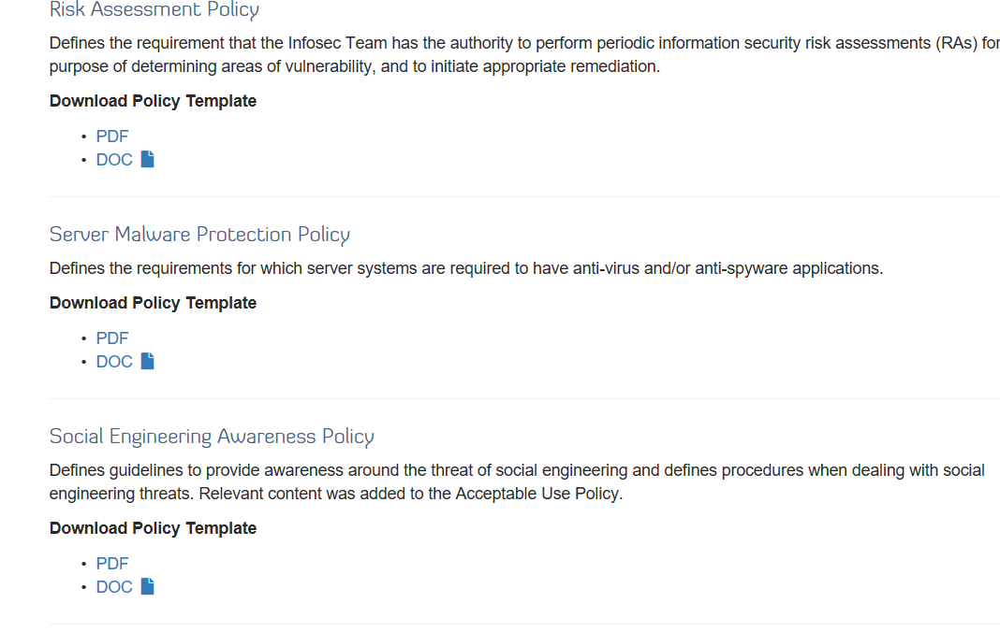 Risk Assessment Policy
Defines the requirement that the Infosec Team has the authority to perform periodic information security risk assessments (RAs) for
purpose of determining areas of vulnerability, and to initiate appropriate remediation.
Download Policy Template
• PDF
• DOC
Server Malware Protection Policy
Defines the requirements for which server systems are required to have anti-virus and/or anti-spyware applications.
Download Policy Template
• PDF
• DOC
Social Engineering Awareness Policy
Defines guidelines to provide awareness around the threat of social engineering and defines procedures when dealing with social
engineering threats. Relevant content was added to the Acceptable Use Policy.
Download Policy Template
• PDF
• DOC